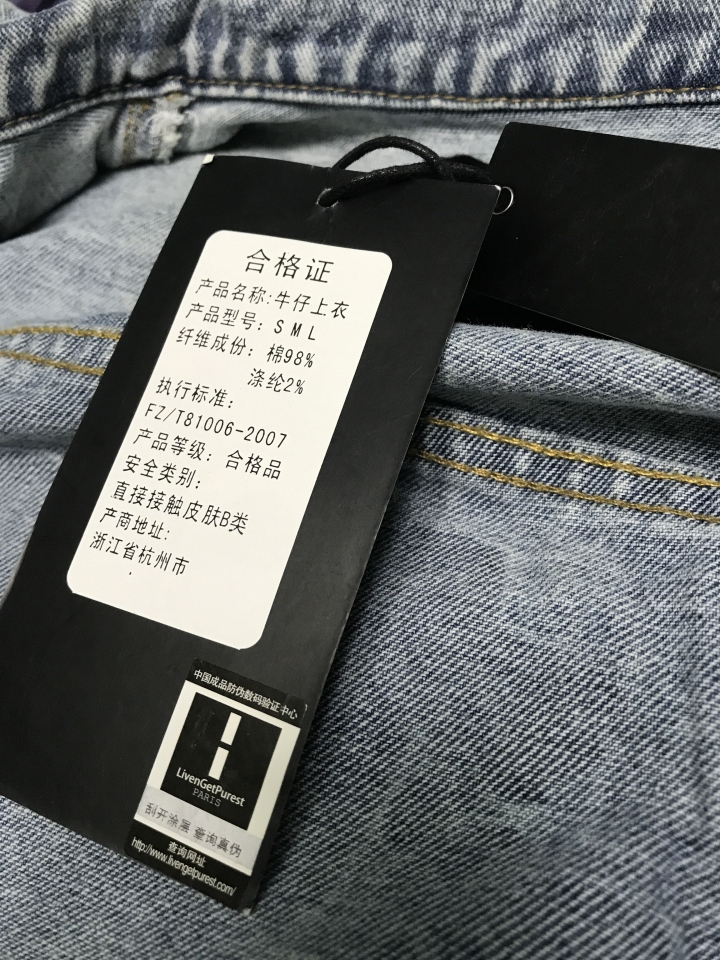 合格证
产品名称:牛仔上衣
产品型号: S M L
纤维成份: 棉98%
涤纶2%
执行标准:
FZ/T81006-2007
产品等级: 合格品
安全类别:
直接接触皮肤B类
产商地址:
浙江省杭州市
中国成品防伪数码验证中心
LivenGetPurest
PARIS
刮开涂层 查询真伪
查询网址
http://www.livengetpurest.com/